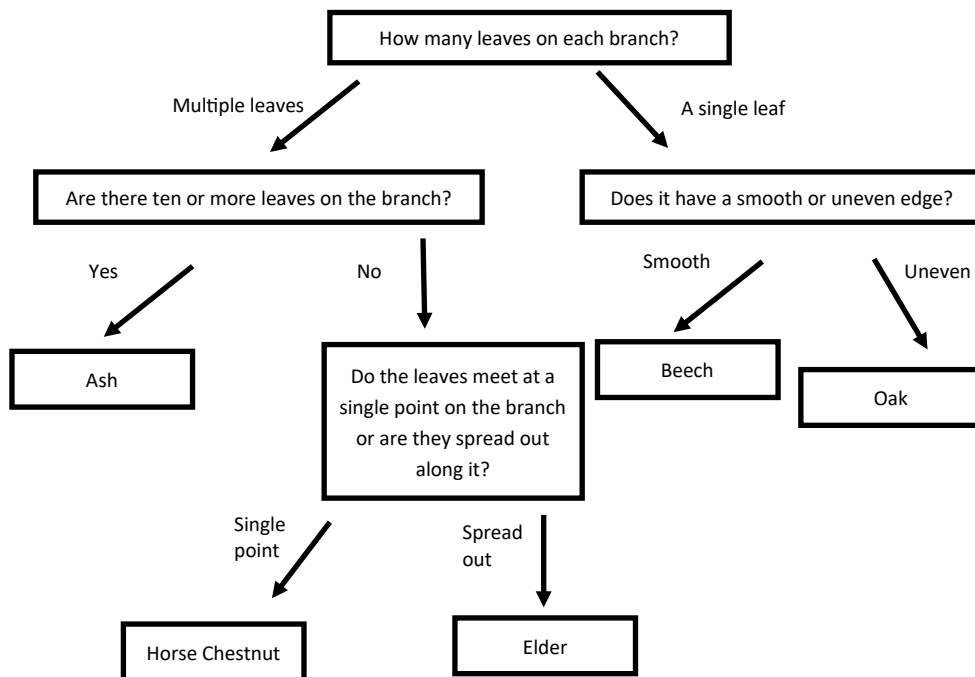 How many leaves on each branch?
Multiple leaves
A single leaf
Are there ten or more leaves on the branch?
Does it have a smooth or uneven edge?
Yes
No
Smooth
Uneven
Ash
Do the leaves meet at a
single point on the branch
or are they spread out
along it?
Beech
Oak
Single
point
Spread
out
Horse Chestnut
Elder